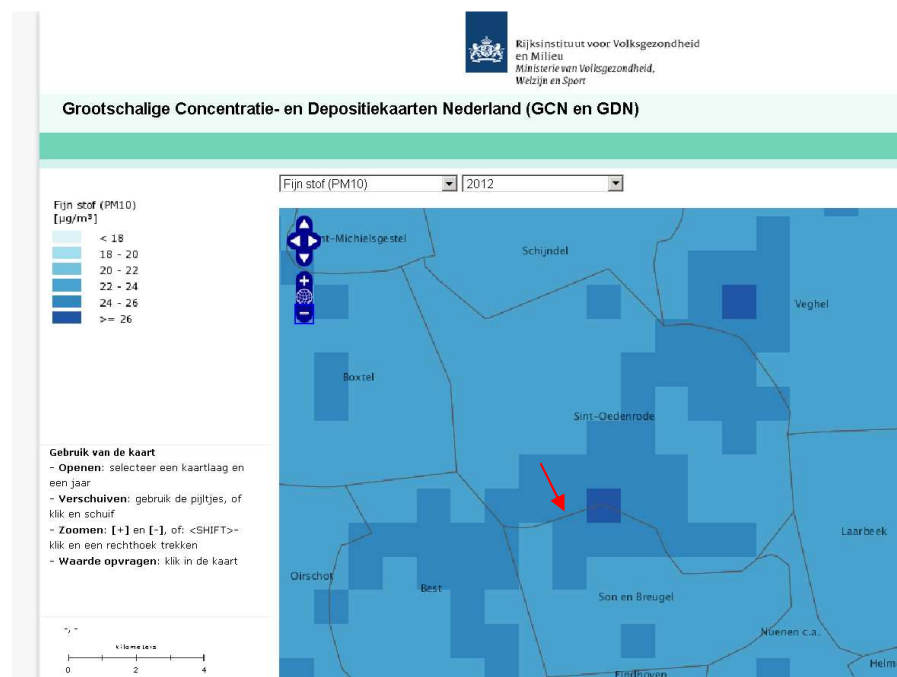 Rijksinstituut voor Volksgezondheid
en Milieu
Ministerie van Volksgezondheid,
Welzijn en Sport
Grootschalige Concentratie- en Depositiekaarten Nederland (GCN en GDN)
Fijn stof (PM10)
2012
Fijn stof (PM10)
[µg/m³]
< 18
18 - 20
20 - 22
22 - 24
24 - 26
>= 26
nt-Michielsgestel
Schijndel
Veghel
Boxtel
Sint-Oedenrode
Laarbeek
Oirschot
Best
Son en Breugel
Nuenen c.a.
Eindhoven
Helm
Gebruik van de kaart
- Openen: selecteer een kaartlaag en
een jaar
- Verschuiven: gebruik de pijltjes, of
klik en schuif
- Zoomen: [+] en [-], of: <SHIFT>-
klik en een rechthoek trekken
- Waarde opvragen: klik in de kaart
-, -
kilometers
0 2 4